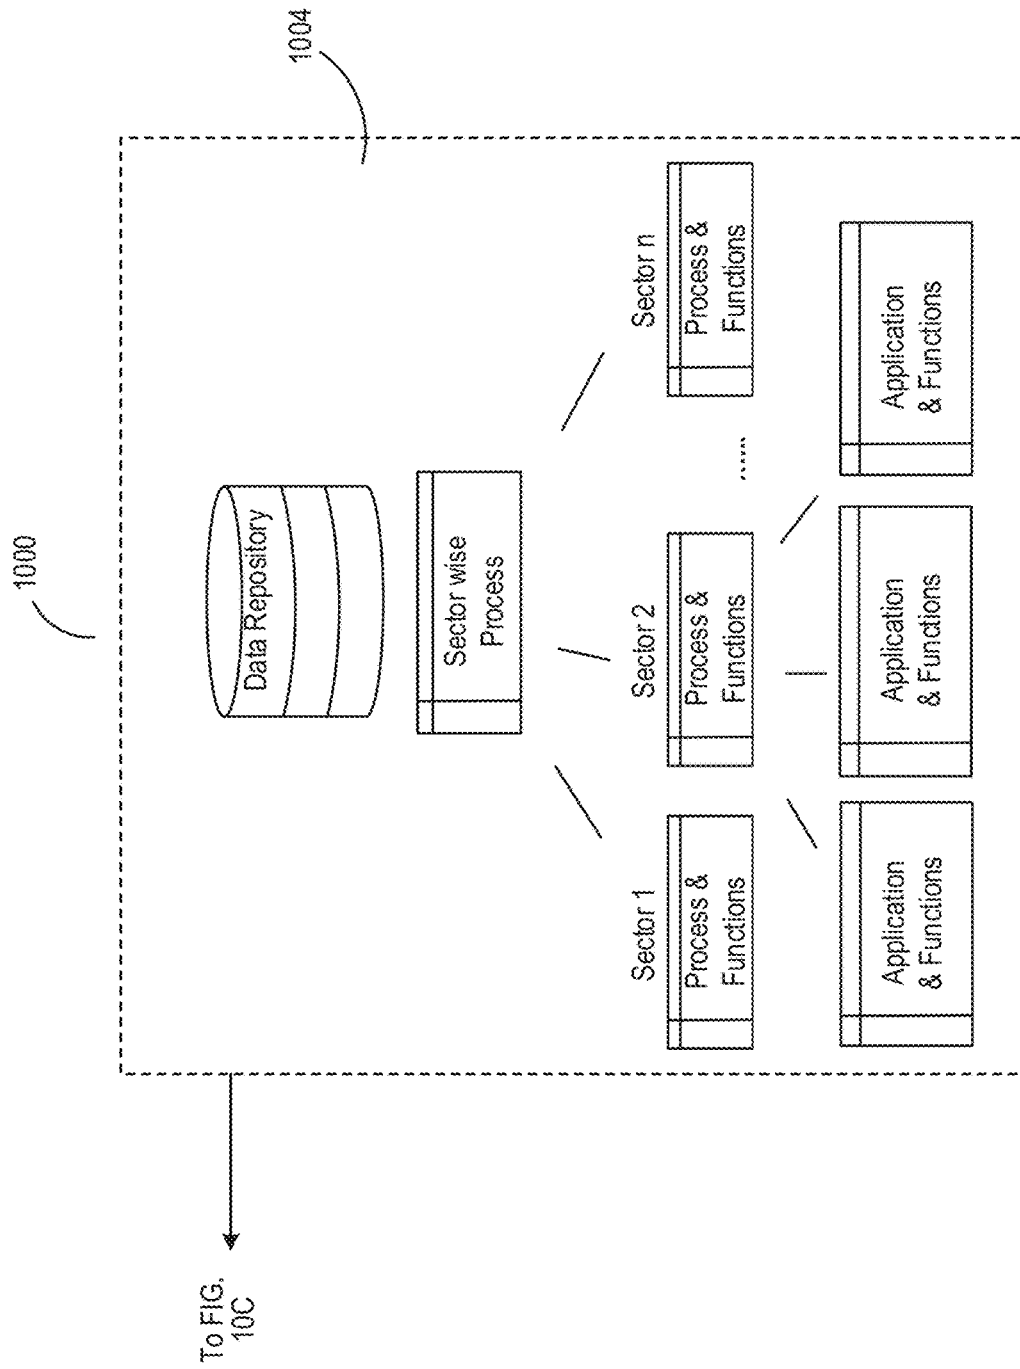 1000
1004
Data Repository
Sector wise
Process
Sector 1
Sector 2
Sector n
Process &
Functions
Process &
Functions
......
Process &
Functions
Application
& Functions
Application
& Functions
Application
& Functions
To FIG.
10C